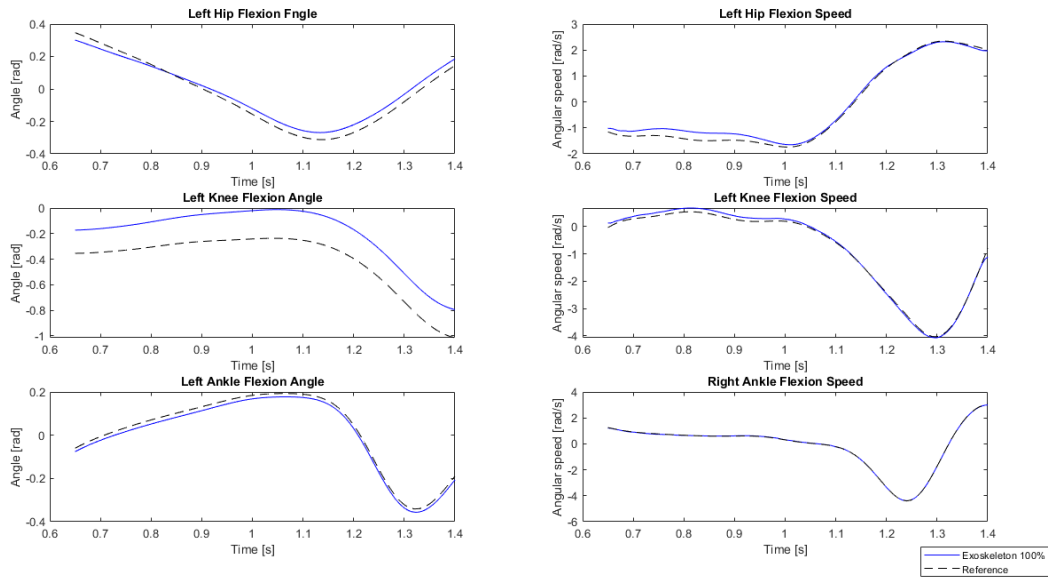 Left Hip Flexion Fngle
Angle [rad]
0.4
0.2
0
-0.2
-0.4
0.6 0.7 0.8 0.9 1 1.1 1.2 1.3 1.4
Time [s]
Left Hip Flexion Speed
Angular speed [rad/s]
3
2
1
0
-1
-2
0.6 0.7 0.8 0.9 1 1.1 1.2 1.3 1.4
Time [s]
Left Knee Flexion Angle
Angle [rad]
0
-0.2
-0.4
-0.6
-0.8
-1
0.6 0.7 0.8 0.9 1 1.1 1.2 1.3 1.4
Time [s]
Left Knee Flexion Speed
Angular speed [rad/s]
0
-1
-2
-3
-4
0.6 0.7 0.8 0.9 1 1.1 1.2 1.3 1.4
Time [s]
Left Ankle Flexion Angle
Angle [rad]
0.2
0
-0.2
-0.4
0.6 0.7 0.8 0.9 1 1.1 1.2 1.3 1.4
Time [s]
Right Ankle Flexion Speed
Angular speed [rad/s]
4
2
0
-2
-4
-6
0.6 0.7 0.8 0.9 1 1.1 1.2 1.3 1.4
Time [s]
Exoskeleton 100%
Reference